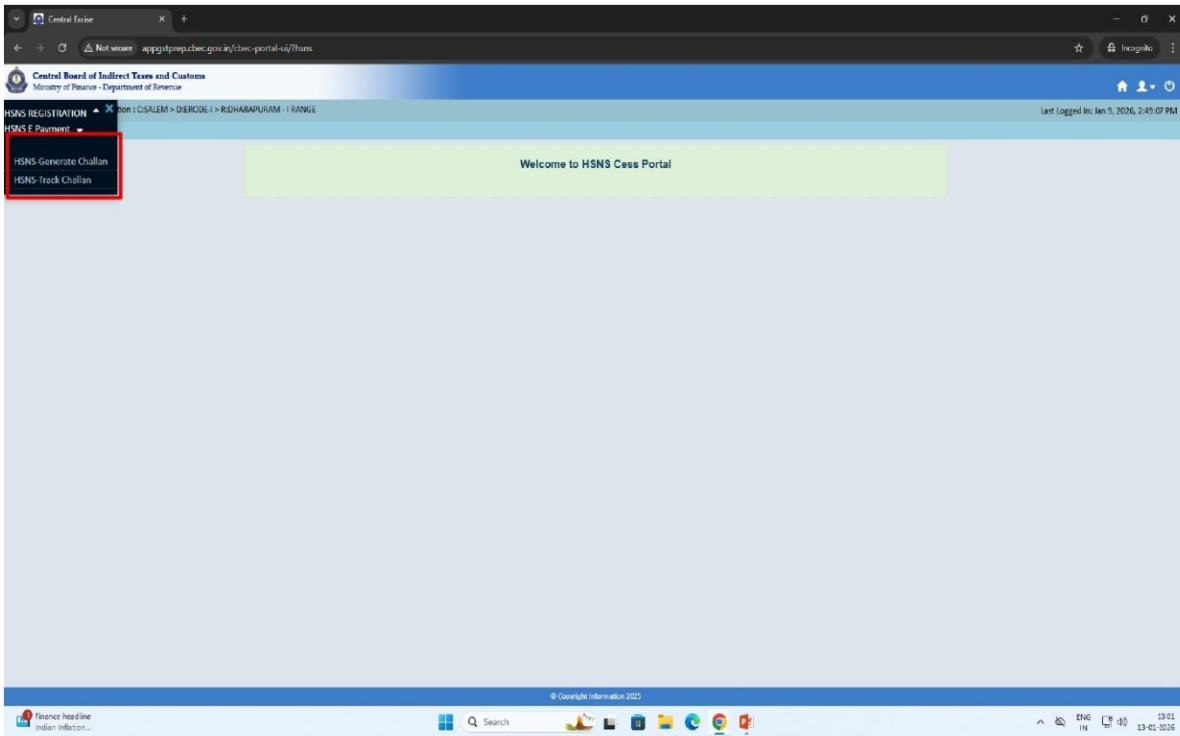 Central Excise
Not secure appgstprep.cbec.gov.in/cbec-portal-ui/?hsns
Incognito
Central Board of Indirect Taxes and Customs
Ministry of Finance - Department of Revenue
HSNS REGISTRATION
tion : C:SALEM > D:ERODE-I > R:DHARAPURAM - I RANGE
Last Logged In: Jan 9, 2026, 2:49:07 PM
HSNS E Payment
HSNS-Generate Challan
HSNS-Track Challan
Welcome to HSNS Cess Portal
© Copyright Information 2025
Finance headline
Indian Inflation...
Search
ENG
IN
13:01
13-01-2026